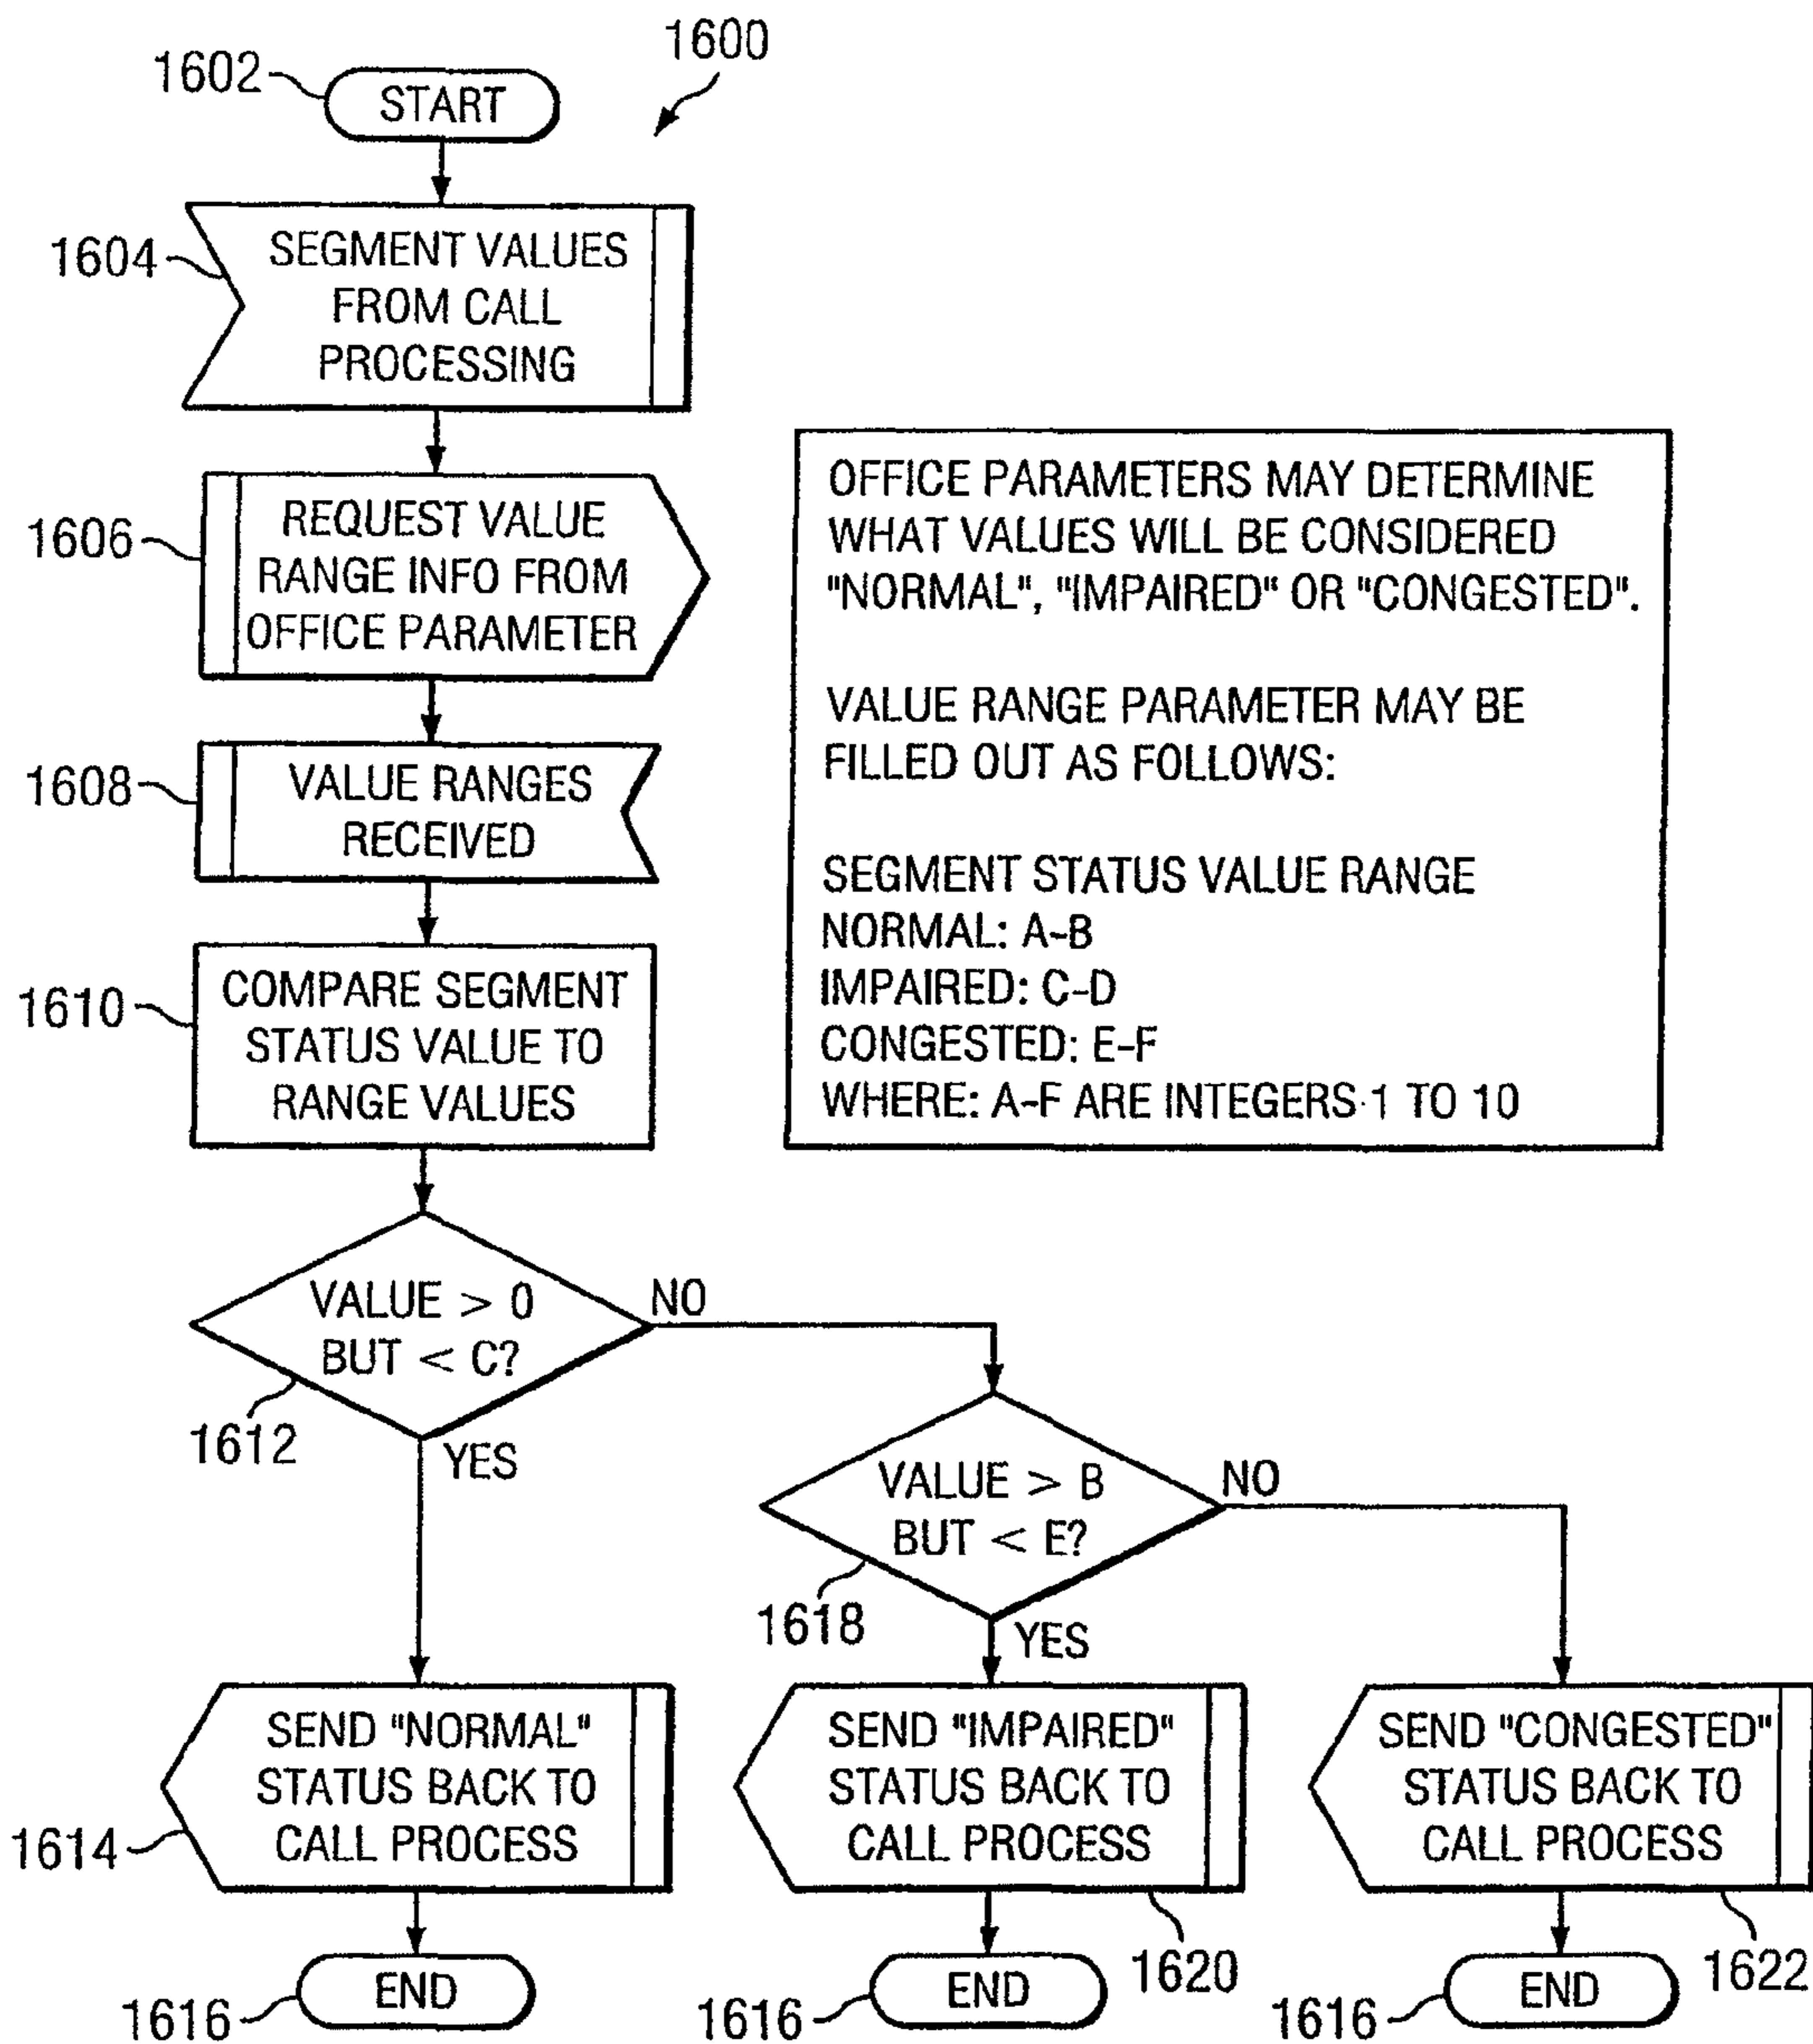 1600
1602
START
1604
SEGMENT VALUES
FROM CALL
PROCESSING
1606
REQUEST VALUE
RANGE INFO FROM
OFFICE PARAMETER
1608
VALUE RANGES
RECEIVED
1610
COMPARE SEGMENT
STATUS VALUE TO
RANGE VALUES
OFFICE PARAMETERS MAY DETERMINE
WHAT VALUES WILL BE CONSIDERED
"NORMAL", "IMPAIRED" OR "CONGESTED".
VALUE RANGE PARAMETER MAY BE
FILLED OUT AS FOLLOWS:
SEGMENT STATUS VALUE RANGE
NORMAL: A-B
IMPAIRED: C-D
CONGESTED: E-F
WHERE: A-F ARE INTEGERS 1 TO 10
VALUE > 0
BUT < C?
NO
1612
YES
VALUE > B
BUT < E?
NO
1618
YES
SEND "NORMAL"
STATUS BACK TO
CALL PROCESS
1614
SEND "IMPAIRED"
STATUS BACK TO
CALL PROCESS
1620
SEND "CONGESTED"
STATUS BACK TO
CALL PROCESS
1622
END
1616
END
1616
END
1616